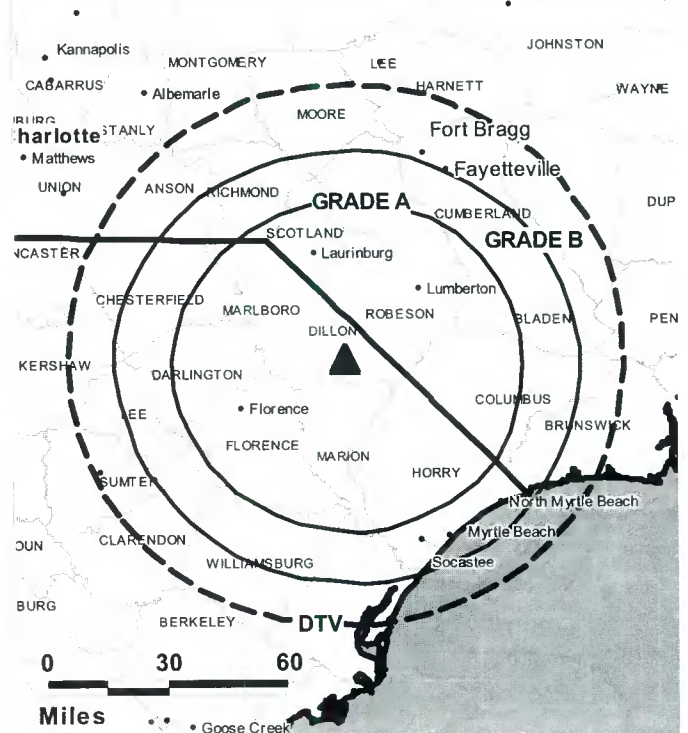 JOHNSTON
Kannapolis
MONTGOMERY
LEE
CABARRUS
Albemarle
HARNETT
WAYNE
MOORE
BURG
harlotte
STANLY
Fort Bragg
Matthews
Fayetteville
UNION
ANSON
RICHMOND
GRADE A
DUP
CUMBERLAND
SCOTLAND
GRADE B
NCASTER
Laurinburg
Lumberton
CHESTERFIELD
MARLBORO
ROBESON
BLADEN
PEN
DILLON
KERSHAW
DARLINGTON
COLUMBUS
Florence
LEE
BRUNSWICK
FLORENCE
MARION
HORRY
SUMTER
North Myrtle Beach
Myrtle Beach
OUN
CLARENDON
WILLIAMSBURG
Socastee
BURG
BERKELEY
DTV
0 30 60
Miles
Goose Creek